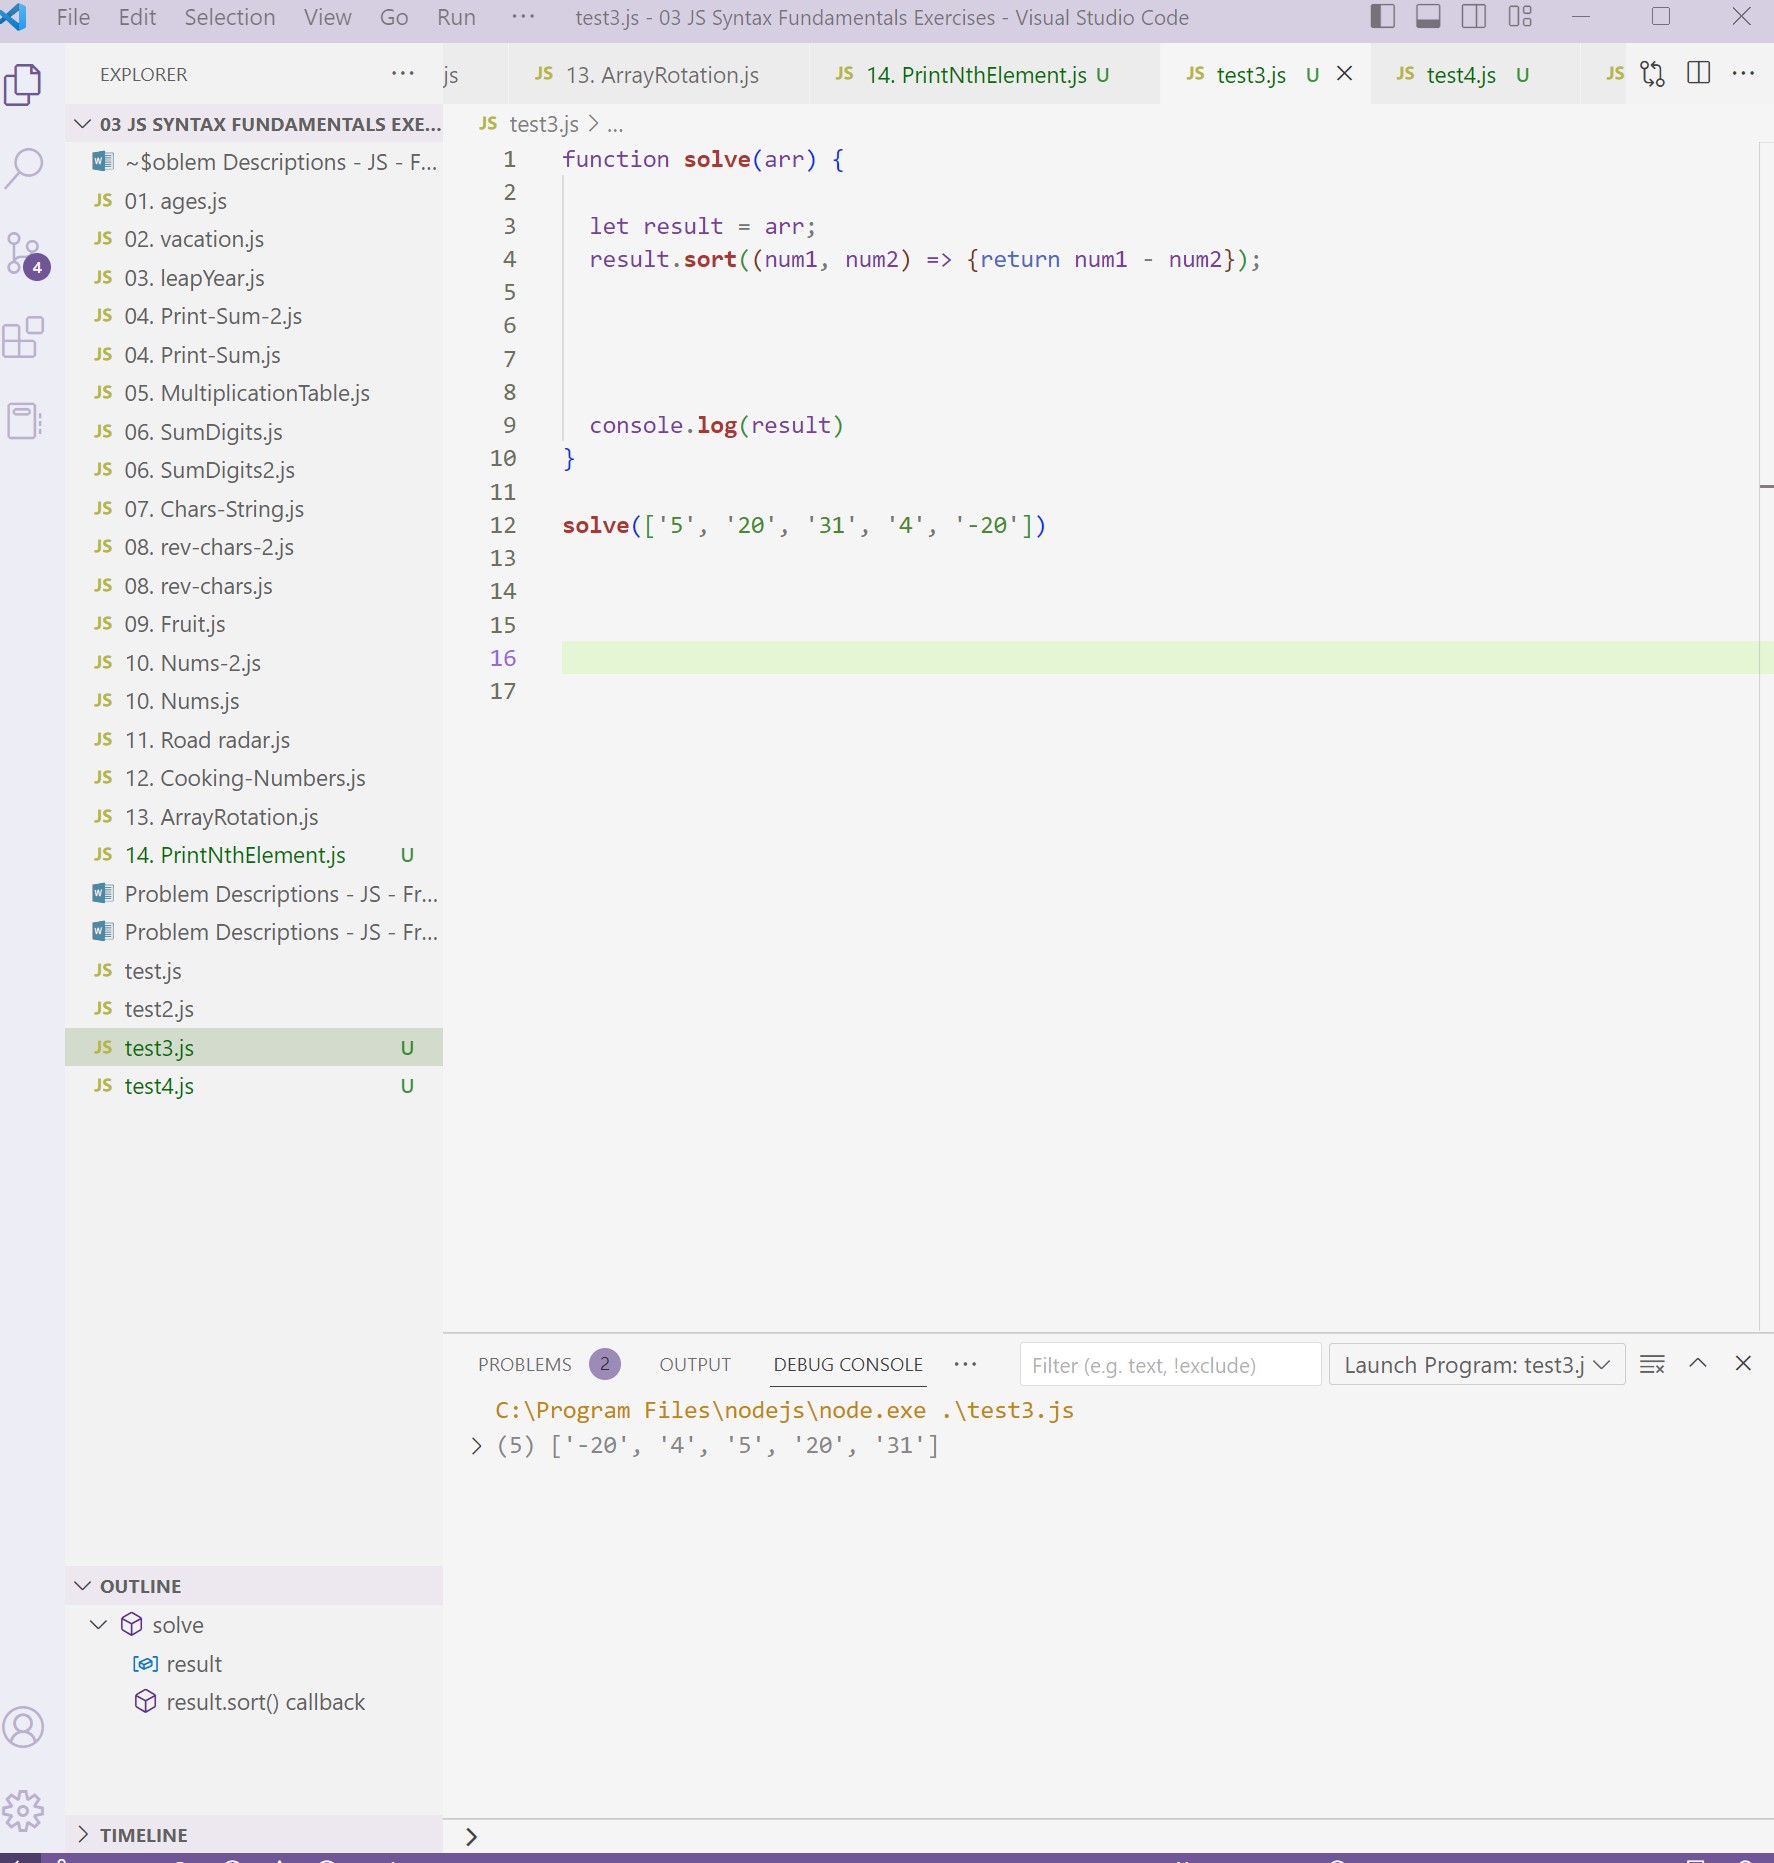 File Edit Selection View Go Run ··· test3.js - 03 JS Syntax Fundamentals Exercises - Visual Studio Code
EXPLORER ···
js JS 13. ArrayRotation.js JS 14. PrintNthElement.js U JS test3.js U JS test4.js U JS ···
4
03 JS SYNTAX FUNDAMENTALS EXE...
~$oblem Descriptions - JS - F...
JS 01. ages.js
JS 02. vacation.js
JS 03. leapYear.js
JS 04. Print-Sum-2.js
JS 04. Print-Sum.js
JS 05. MultiplicationTable.js
JS 06. SumDigits.js
JS 06. SumDigits2.js
JS 07. Chars-String.js
JS 08. rev-chars-2.js
JS 08. rev-chars.js
JS 09. Fruit.js
JS 10. Nums-2.js
JS 10. Nums.js
JS 11. Road radar.js
JS 12. Cooking-Numbers.js
JS 13. ArrayRotation.js
JS 14. PrintNthElement.js U
Problem Descriptions - JS - Fr...
Problem Descriptions - JS - Fr...
JS test.js
JS test2.js
JS test3.js U
JS test4.js U
OUTLINE
solve
result
result.sort() callback
TIMELINE
JS test3.js > ...
1 function solve(arr) {
2
3 let result = arr;
4 result.sort((num1, num2) => {return num1 - num2});
5
6
7
8
9 console.log(result)
10 }
11
12 solve(['5', '20', '31', '4', '-20'])
13
14
15
16
17
PROBLEMS 2 OUTPUT DEBUG CONSOLE ··· Filter (e.g. text, !exclude) Launch Program: test3.j
C:\Program Files\nodejs\node.exe .\test3.js
> (5) ['-20', '4', '5', '20', '31']
>